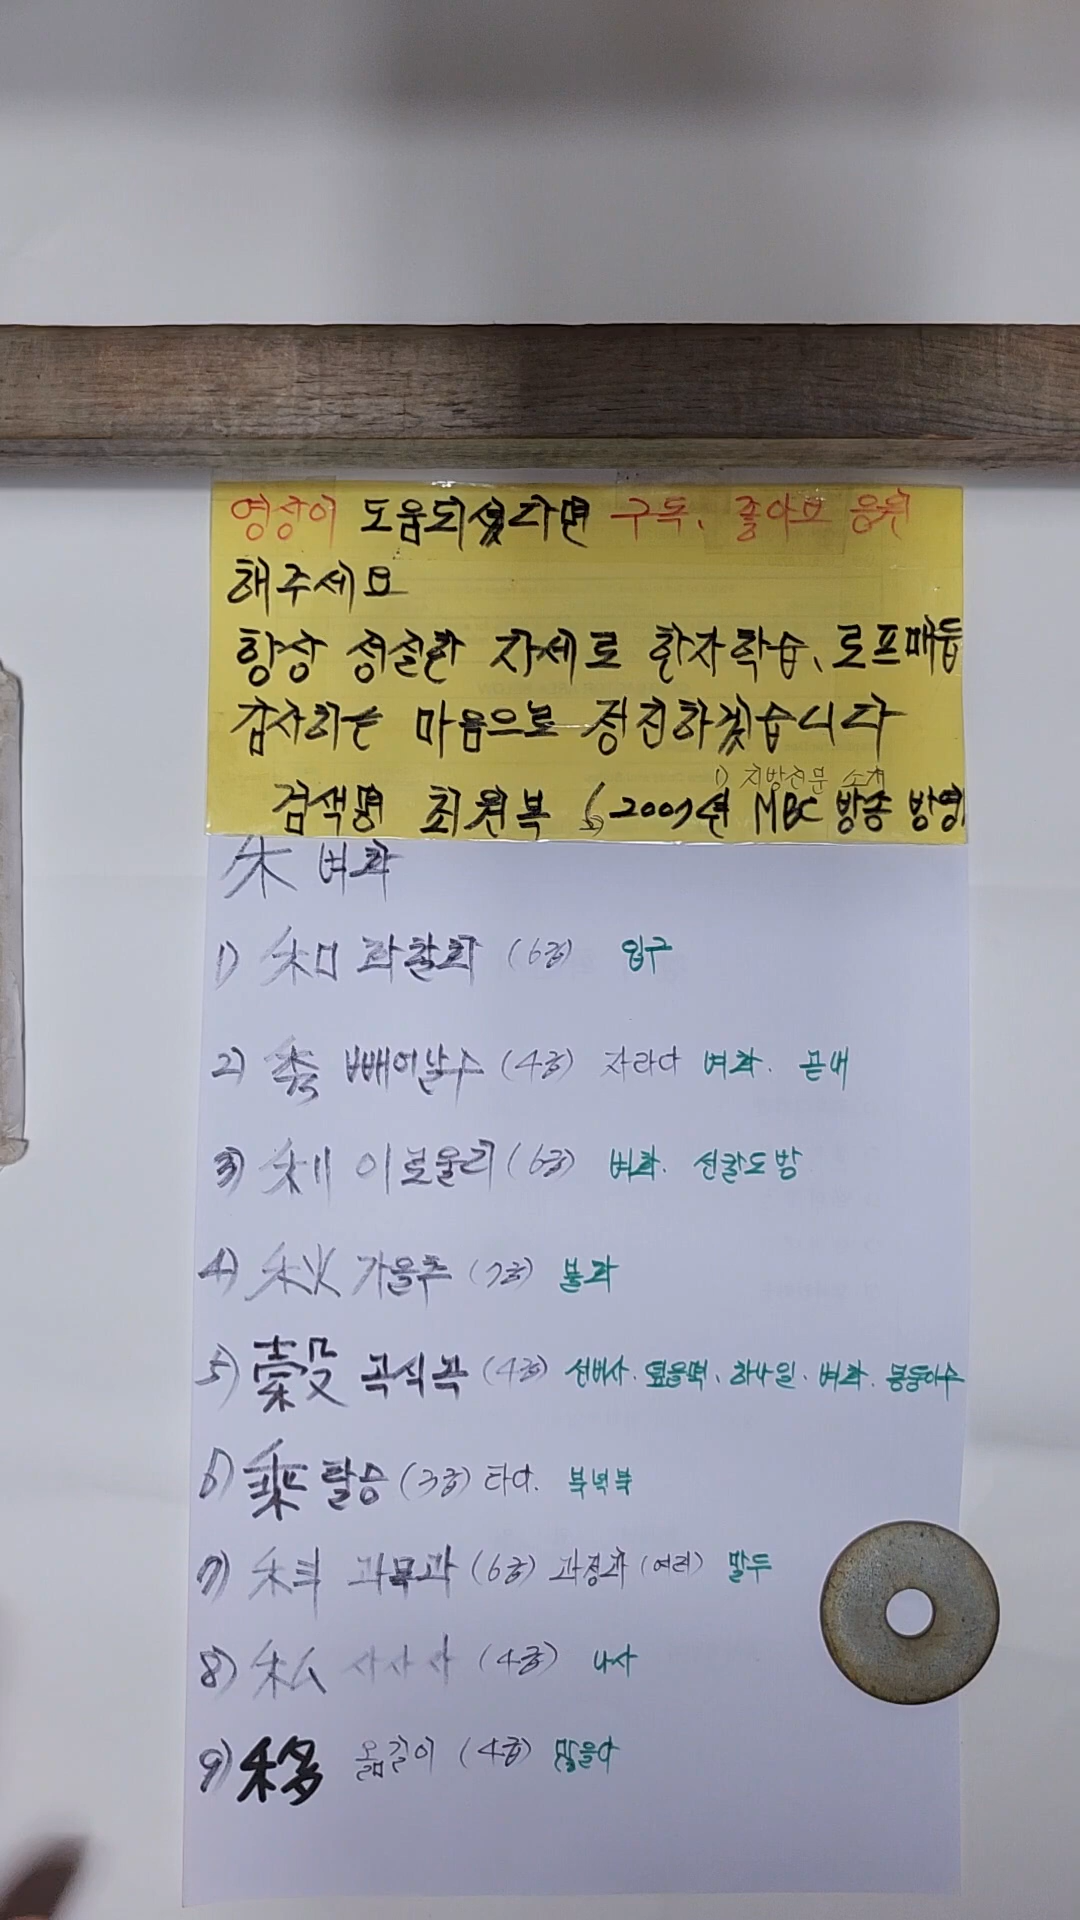 영상이 도움되셨다면 구독, 좋아요 응원
해주세요
항상 성실한 자세로 한자학습, 로프매듭
감사하는 마음으로 정진하겠습니다
1) 지방전문 소개
검색명 최원복 2007년 MBC 방송 방영
禾 벼화
1) 和 화할화 (6급) 입구
2) 秀 빼어날수 (4급) 자라다 벼화. 곧내
3) 利 이로울리 (6급) 벼화. 선칼도방
4) 秋 가을추 (7급) 불화
5) 穀 곡식곡 (4급) 선비사. 덮을멱. 하나일. 벼화. 몽둥이수
6) 乘 탈승 (3급) 타다. 북녘북
7) 科 과목과 (6급) 과정과 (여러) 말두
8) 私 사사사 (4급) 나사
9) 移 옮길이 (4급) 많을다